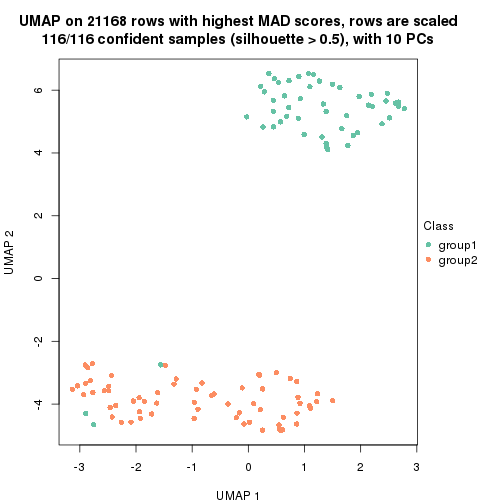 UMAP on 21168 rows with highest MAD scores, rows are scaled
116/116 confident samples (silhouette > 0.5), with 10 PCs
6
4
2
0
-2
-4
UMAP 2
-3
-2
-1
0
1
2
3
UMAP 1
Class
group1
group2